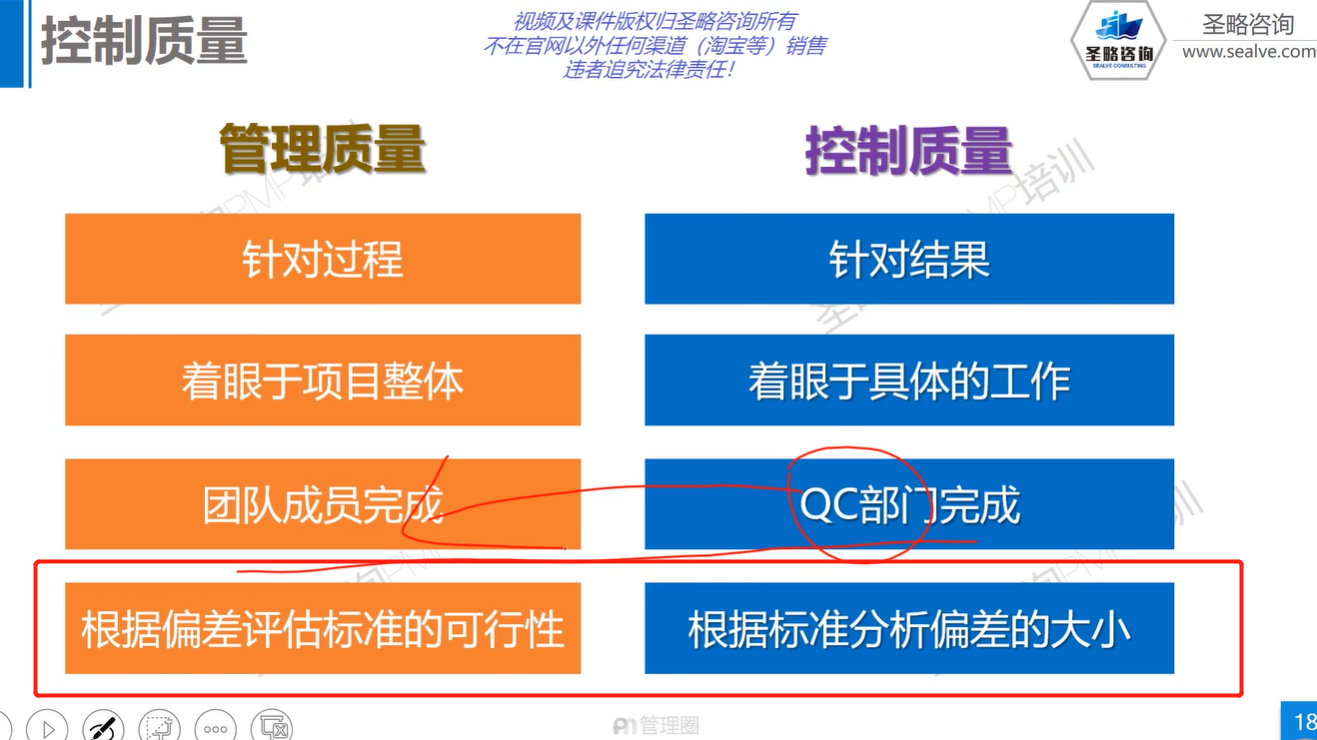 控制质量
视频及课件版权归圣略咨询所有
不在官网以外任何渠道（淘宝等）销售
违者追究法律责任！
圣略咨询
SEALVE CONSULTING
圣略咨询
www.sealve.com
管理质量
控制质量
针对过程
针对结果
着眼于项目整体
着眼于具体的工作
团队成员完成
QC部门完成
根据偏差评估标准的可行性
根据标准分析偏差的大小
管理圈
18